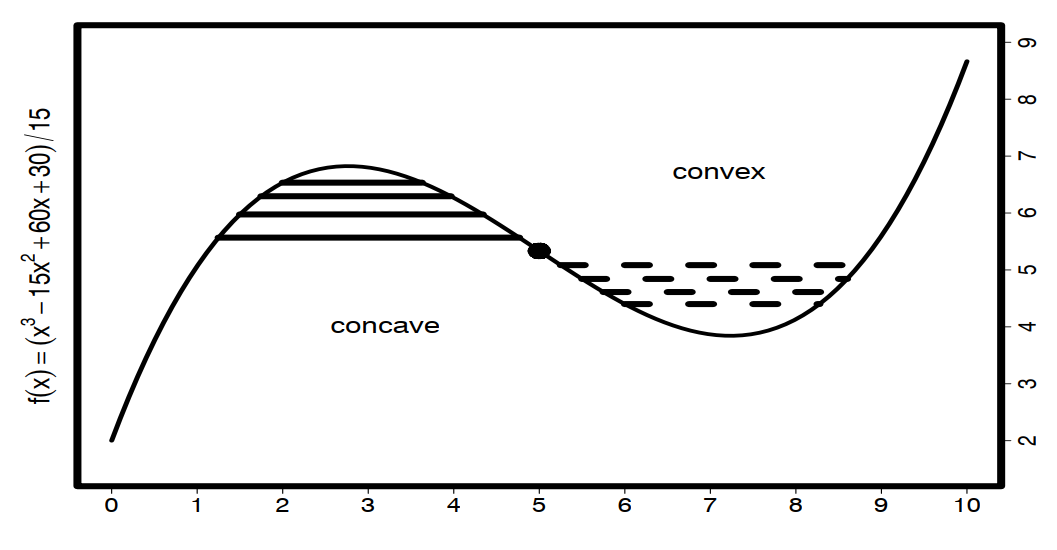 f(x) = (x³ − 15x² + 60x + 30) / 15
convex
concave
9
8
7
6
5
4
3
2
0 1 2 3 4 5 6 7 8 9 10